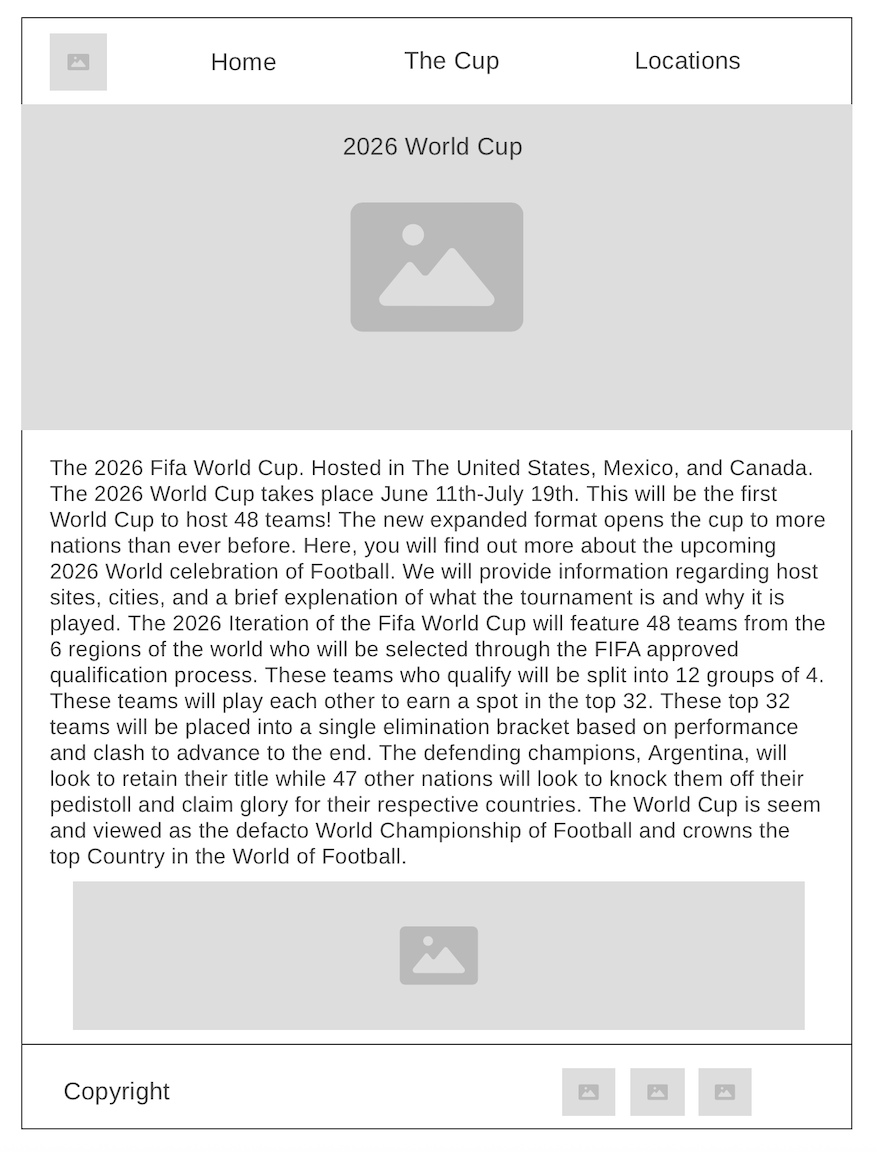 Home The Cup Locations
2026 World Cup
The 2026 Fifa World Cup. Hosted in The United States, Mexico, and Canada.
The 2026 World Cup takes place June 11th-July 19th. This will be the first
World Cup to host 48 teams! The new expanded format opens the cup to more
nations than ever before. Here, you will find out more about the upcoming
2026 World celebration of Football. We will provide information regarding host
sites, cities, and a brief explenation of what the tournament is and why it is
played. The 2026 Iteration of the Fifa World Cup will feature 48 teams from the
6 regions of the world who will be selected through the FIFA approved
qualification process. These teams who qualify will be split into 12 groups of 4.
These teams will play each other to earn a spot in the top 32. These top 32
teams will be placed into a single elimination bracket based on performance
and clash to advance to the end. The defending champions, Argentina, will
look to retain their title while 47 other nations will look to knock them off their
pedistoll and claim glory for their respective countries. The World Cup is seem
and viewed as the defacto World Championship of Football and crowns the
top Country in the World of Football.
Copyright